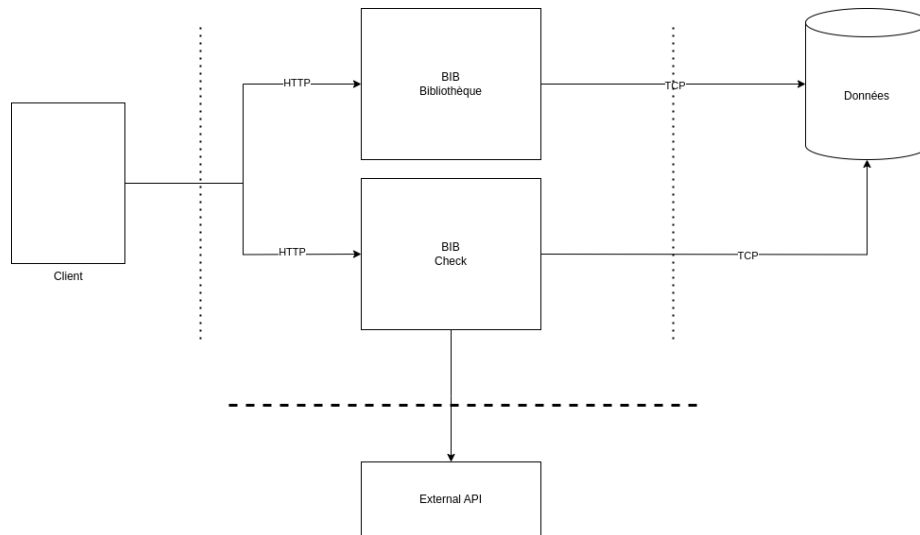 HTTP
BIB
Bibliothèque
TCP
Données
Client
HTTP
BIB
Check
TCP
External API